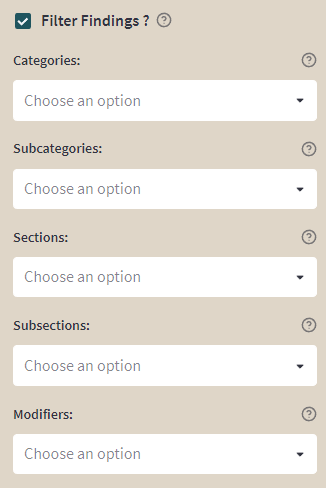 Filter Findings ?
Categories:
Choose an option
Subcategories:
Choose an option
Sections:
Choose an option
Subsections:
Choose an option
Modifiers:
Choose an option